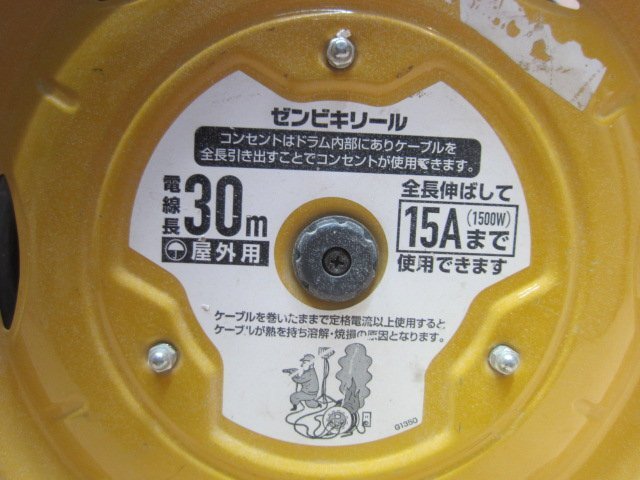 ゼンビキリール
コンセントはドラム内部にありケーブルを
全長引き出すことでコンセントが使用できます。
電線長 30m
屋外用
全長伸ばして
15A(1500W)まで
使用できます
ケーブルを巻いたままで定格電流以上使用すると
ケーブルが熱を持ち溶解・焼損の原因となります。
G1350